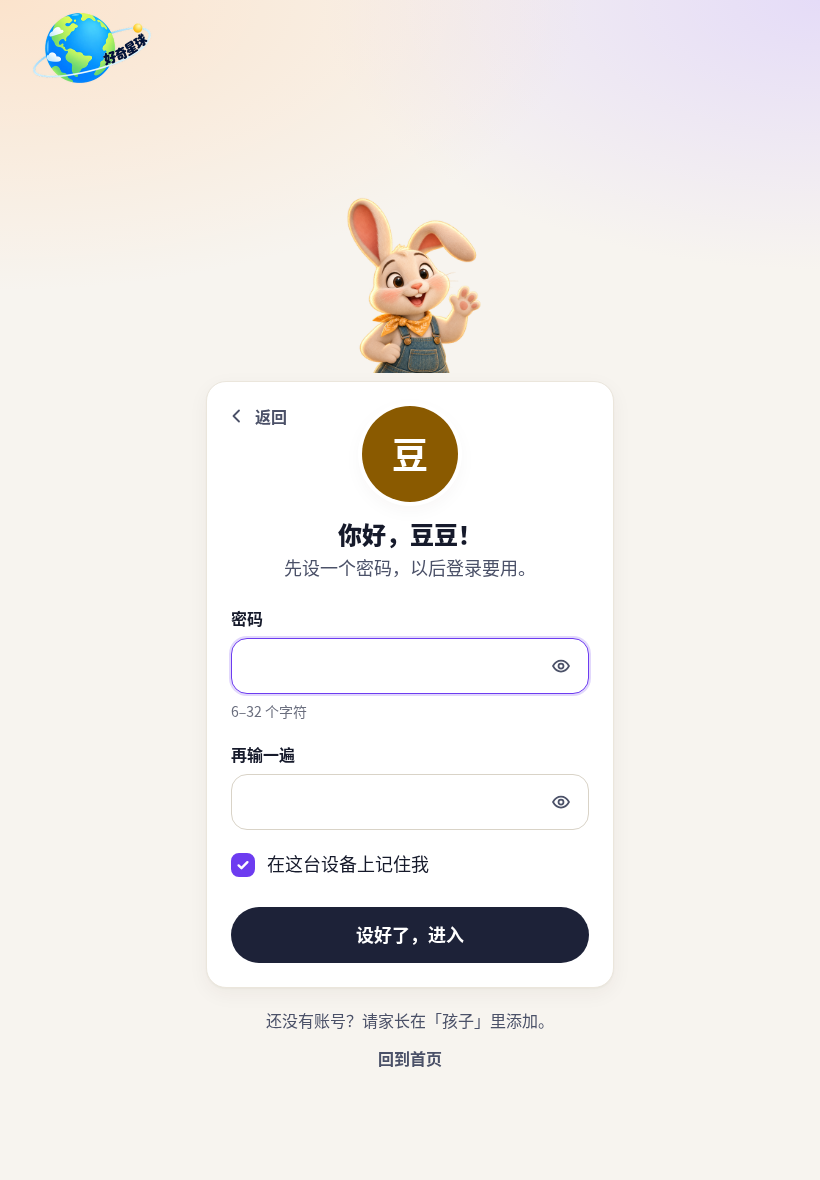 好奇星球
返回
豆
你好，豆豆！
先设一个密码，以后登录要用。
密码
6–32 个字符
再输一遍
在这台设备上记住我
设好了，进入
还没有账号？请家长在「孩子」里添加。
回到首页